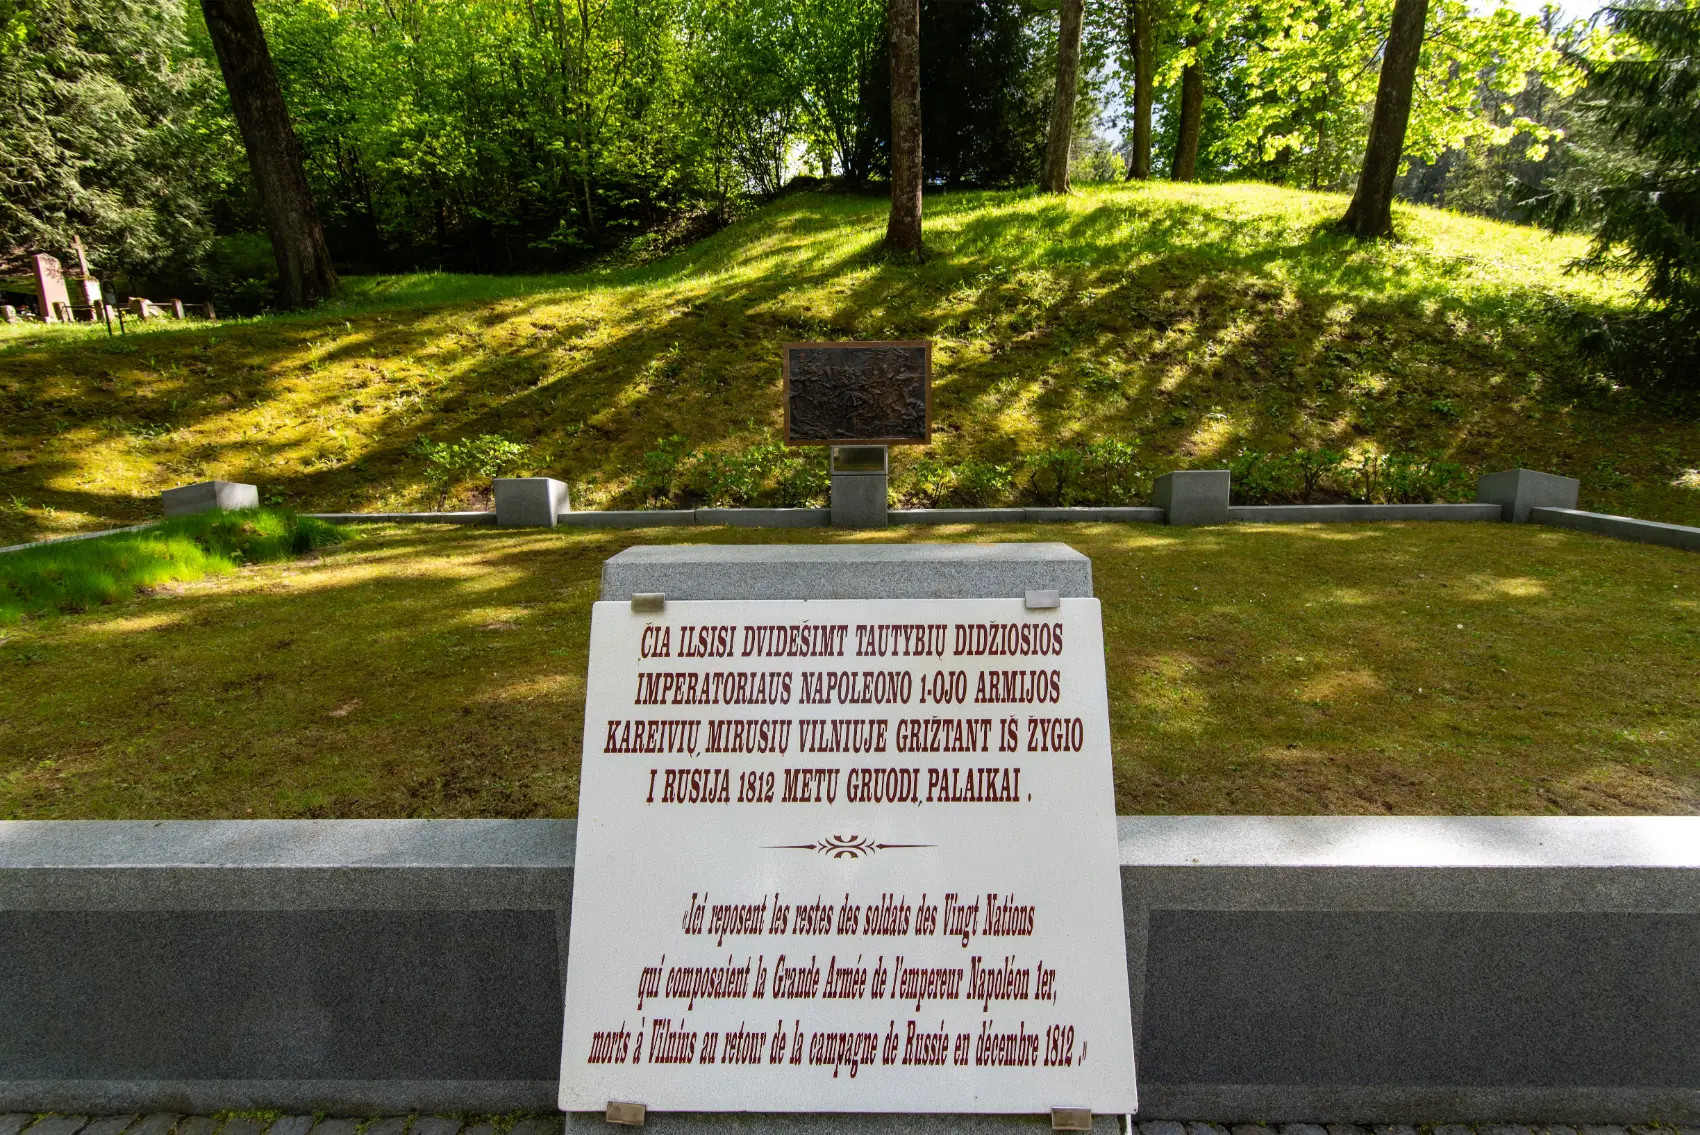 ČIA ILSISI DVIDEŠIMT TAUTYBIŲ DIDŽIOSIOS
IMPERATORIAUS NAPOLEONO 1-OJO ARMIJOS
KAREIVIŲ, MIRUSIŲ VILNIUJE GRIŽTANT IŠ ŽYGIO
I RUSIJĄ 1812 METŲ GRUODĮ, PALAIKAI .
«Ici reposent les restes des soldats des Vingt Nations
qui composaient la Grande Armée de l'empereur Napoléon 1er,
morts à Vilnius au retour de la campagne de Russie en décembre 1812 .»